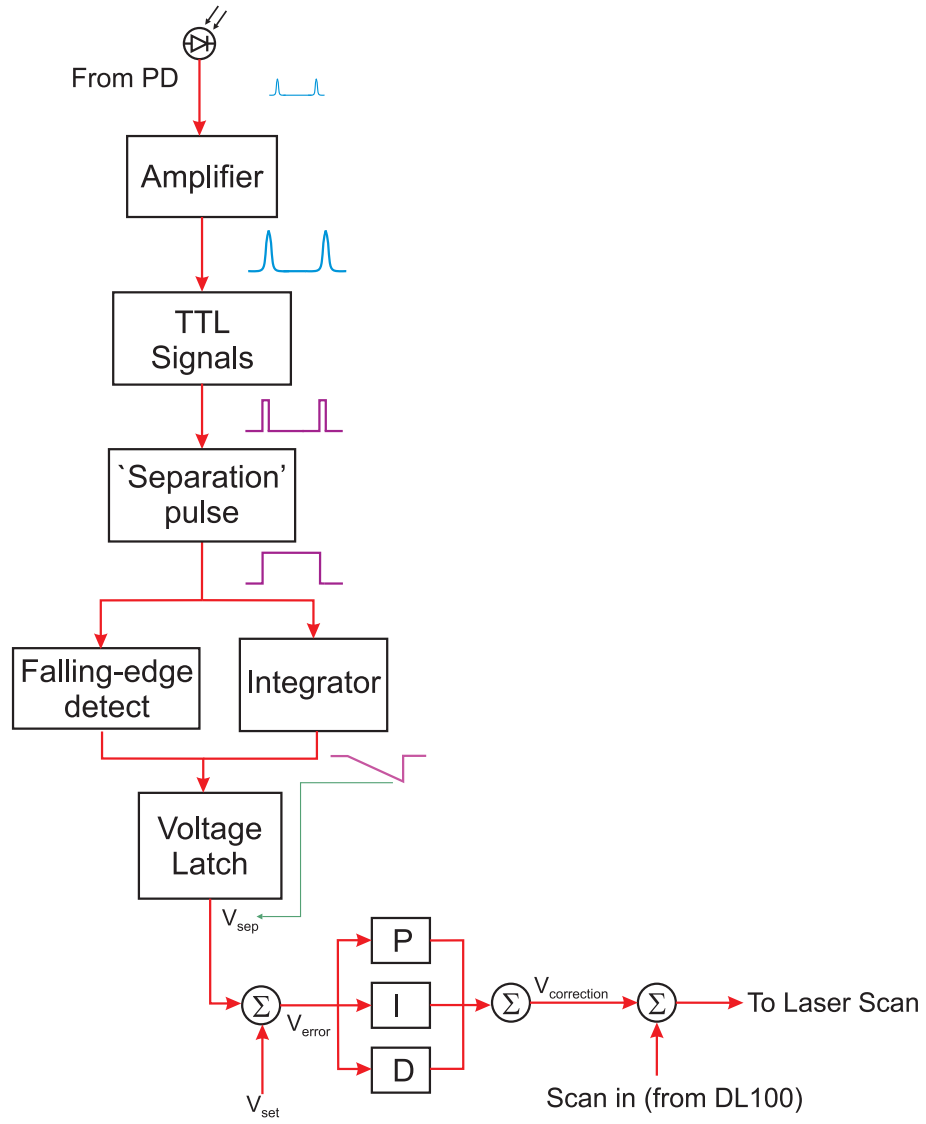 From PD
Amplifier
TTL
Signals
`Separation'
pulse
Falling-edge
detect
Integrator
Voltage
Latch
Vsep
P
Σ
Verror
I
Σ
Vcorrection
Σ
To Laser Scan
D
Vset
Scan in (from DL100)